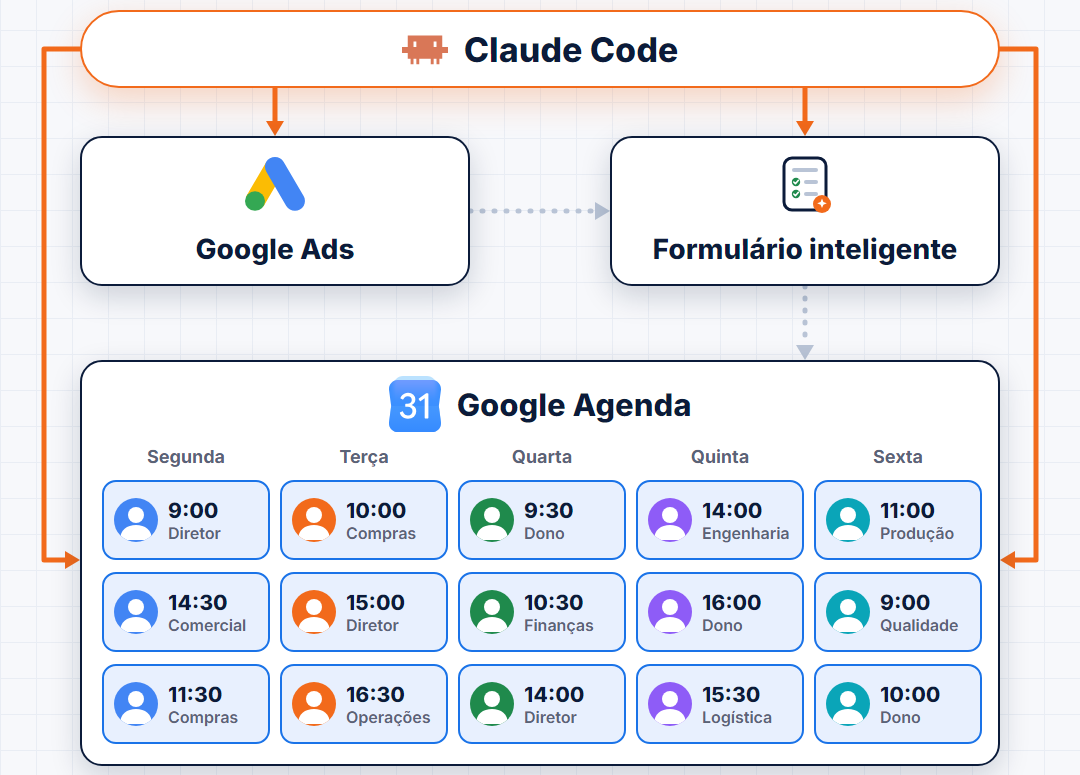 Claude Code
Google Ads
Formulário inteligente
31
Google Agenda
Segunda Terça Quarta Quinta Sexta
9:00 10:00 9:30 14:00 11:00
Diretor Compras Dono Engenharia Produção
14:30 15:00 10:30 16:00 9:00
Comercial Diretor Finanças Dono Qualidade
11:30 16:30 14:00 15:30 10:00
Compras Operações Diretor Logística Dono